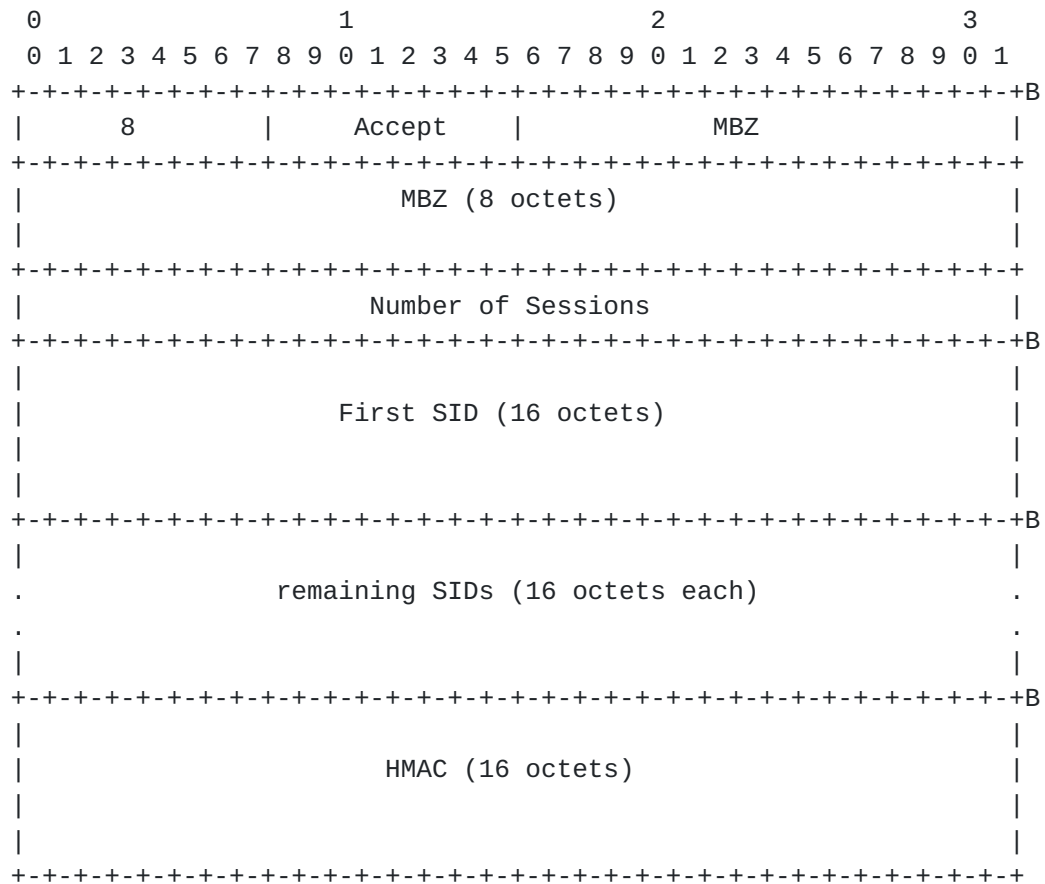 0                   1                   2                   3
 0 1 2 3 4 5 6 7 8 9 0 1 2 3 4 5 6 7 8 9 0 1 2 3 4 5 6 7 8 9 0 1
+-+-+-+-+-+-+-+-+-+-+-+-+-+-+-+-+-+-+-+-+-+-+-+-+-+-+-+-+-+-+-+-+B
|      8        |     Accept    |            MBZ                |
+-+-+-+-+-+-+-+-+-+-+-+-+-+-+-+-+-+-+-+-+-+-+-+-+-+-+-+-+-+-+-+-+
|                        MBZ (8 octets)                         |
|                                                               |
+-+-+-+-+-+-+-+-+-+-+-+-+-+-+-+-+-+-+-+-+-+-+-+-+-+-+-+-+-+-+-+-+
|                      Number of Sessions                       |
+-+-+-+-+-+-+-+-+-+-+-+-+-+-+-+-+-+-+-+-+-+-+-+-+-+-+-+-+-+-+-+-+B
|                                                               |
|                    First SID (16 octets)                      |
|                                                               |
|                                                               |
+-+-+-+-+-+-+-+-+-+-+-+-+-+-+-+-+-+-+-+-+-+-+-+-+-+-+-+-+-+-+-+-+B
|                                                               |
.                remaining SIDs (16 octets each)                .
.                                                               .
|                                                               |
+-+-+-+-+-+-+-+-+-+-+-+-+-+-+-+-+-+-+-+-+-+-+-+-+-+-+-+-+-+-+-+-+B
|                                                               |
|                       HMAC (16 octets)                        |
|                                                               |
|                                                               |
+-+-+-+-+-+-+-+-+-+-+-+-+-+-+-+-+-+-+-+-+-+-+-+-+-+-+-+-+-+-+-+-+